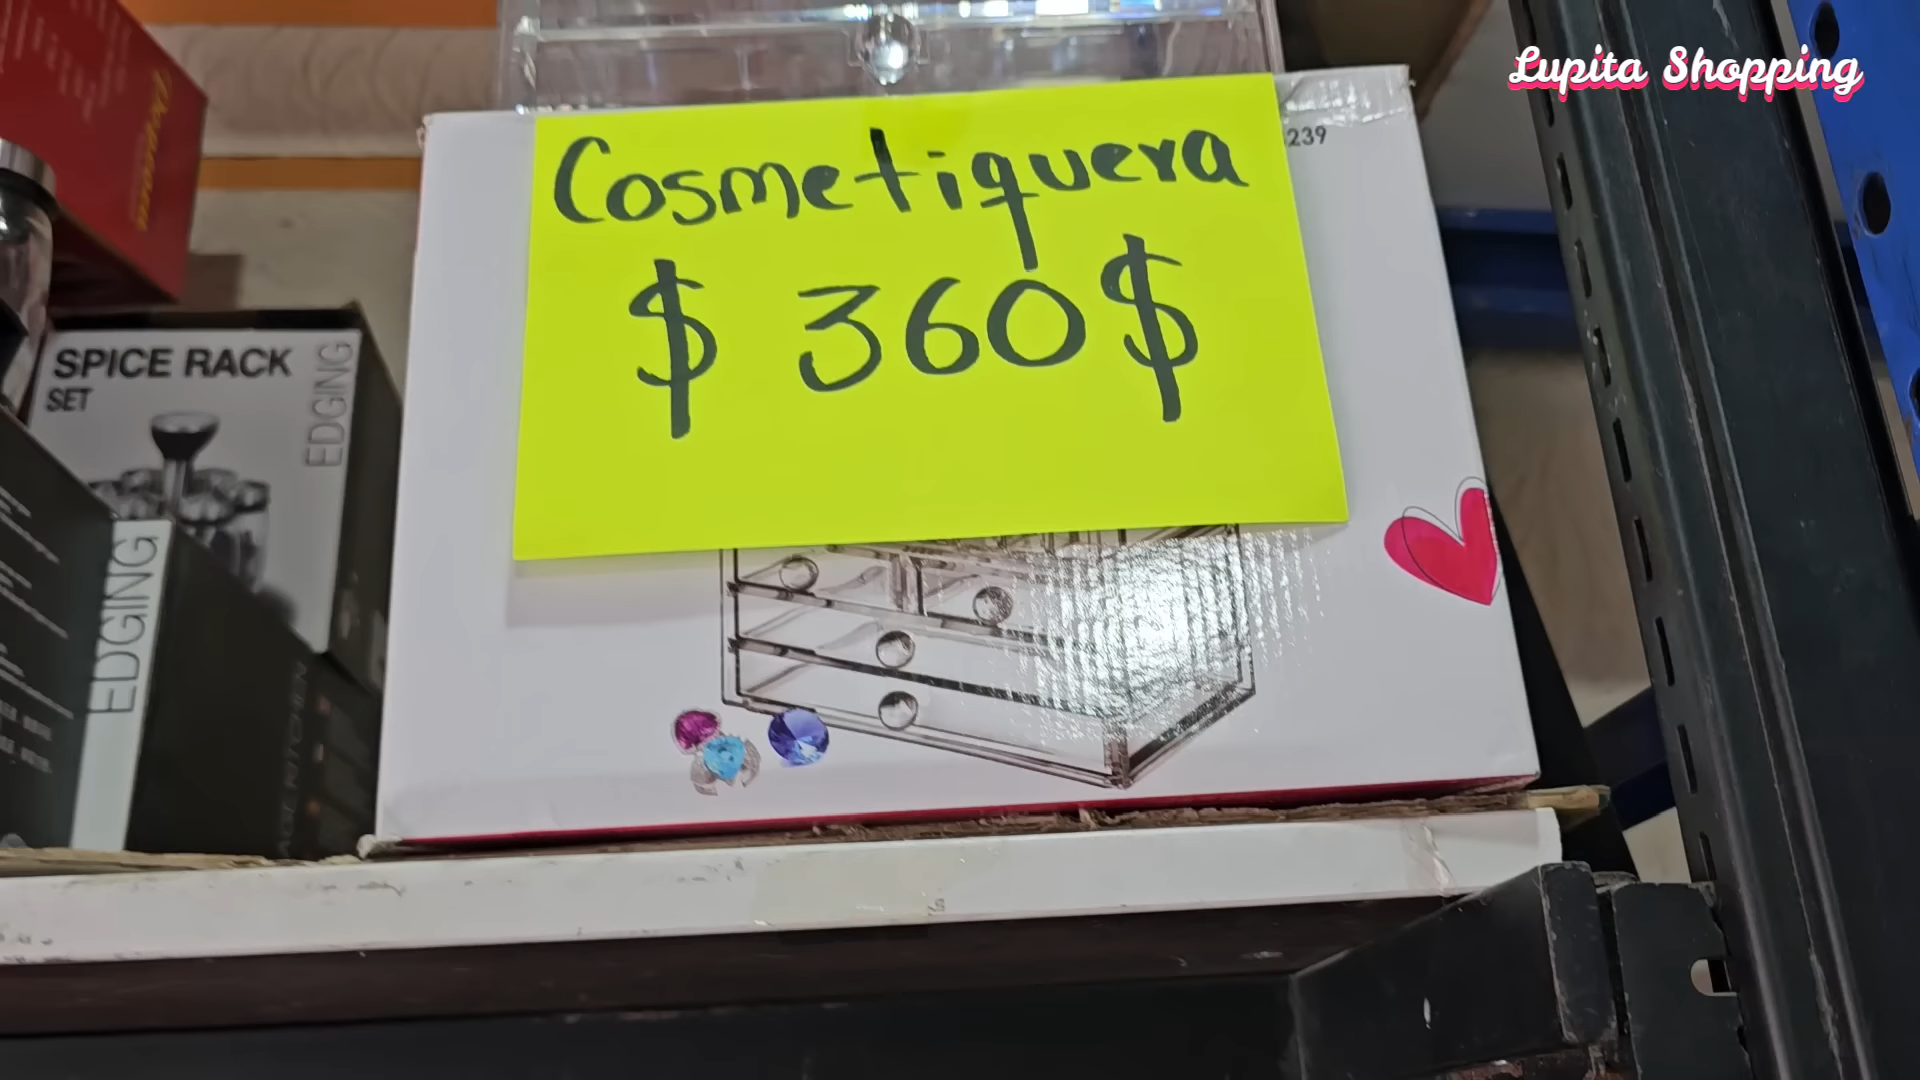 Lupita Shopping
239
Cosmetiquera
$ 360 $
SPICE RACK
SET
EDGING
EDGING